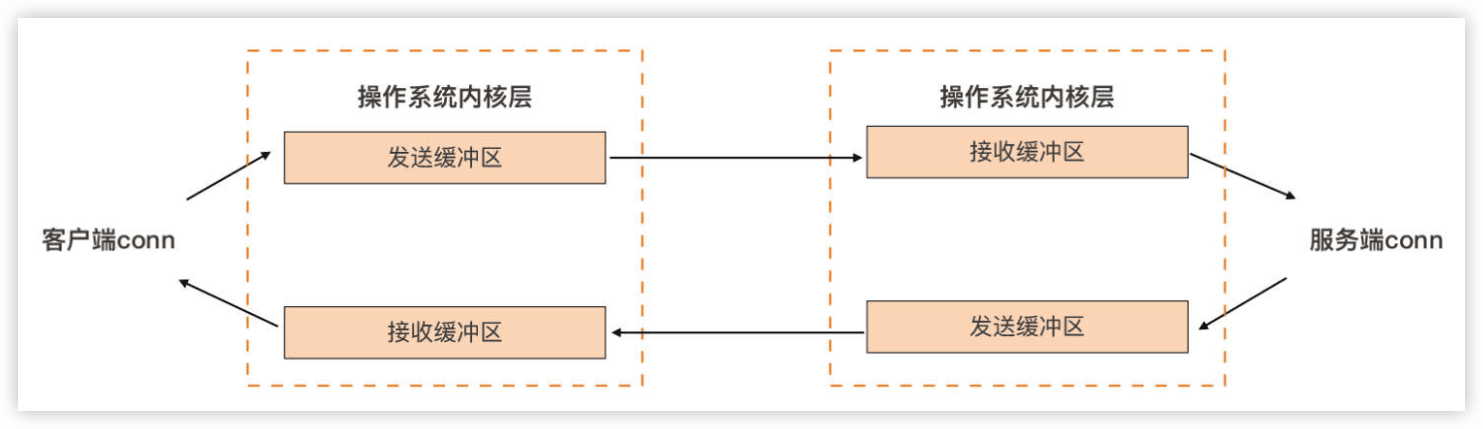 操作系统内核层
操作系统内核层
发送缓冲区
接收缓冲区
客户端conn
服务端conn
接收缓冲区
发送缓冲区